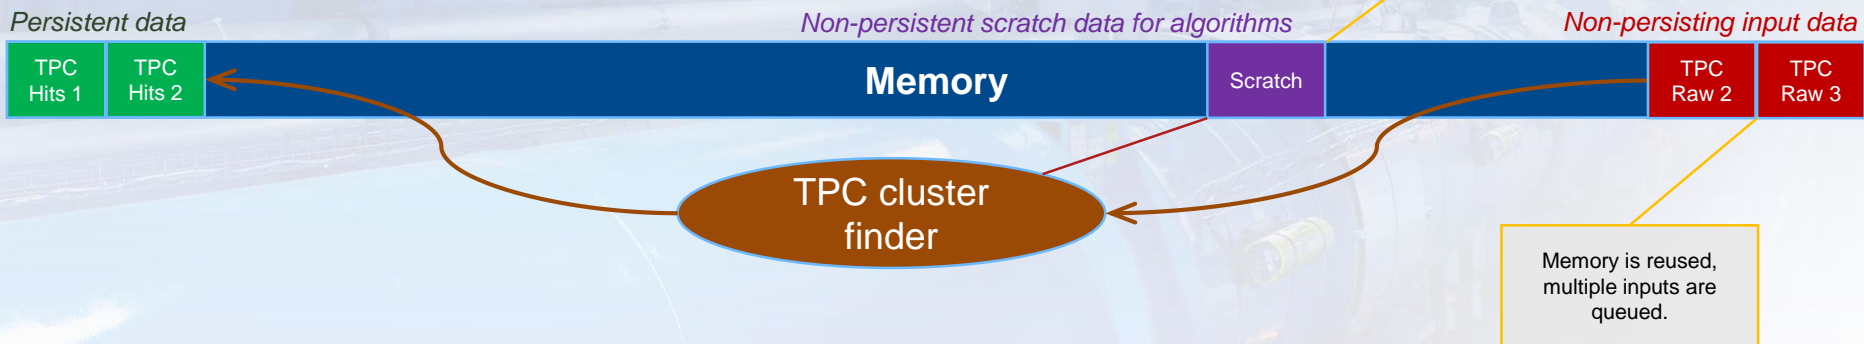 Persistent data
Non-persistent scratch data for algorithms
Non-persisting input data
TPC
Hits 1
TPC
Hits 2
Memory
Scratch
TPC
Raw 2
TPC
Raw 3
TPC cluster
finder
Memory is reused,
multiple inputs are
queued.